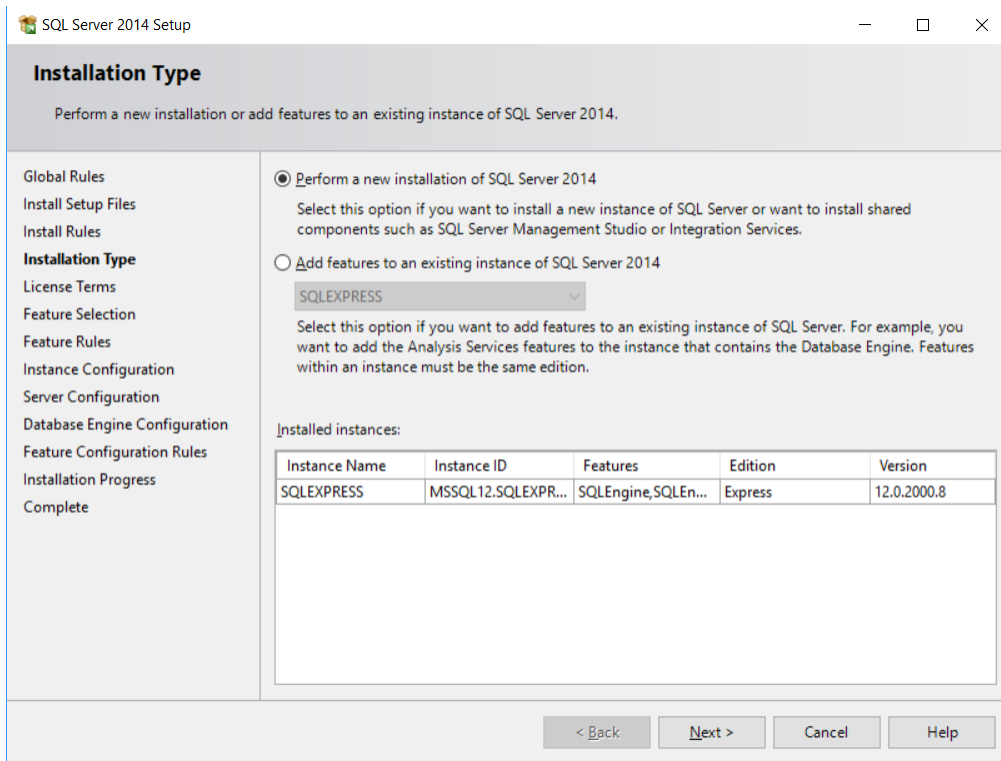 SQL Server 2014 Setup
Installation Type
Perform a new installation or add features to an existing instance of SQL Server 2014.
Global Rules
Install Setup Files
Install Rules
Installation Type
License Terms
Feature Selection
Feature Rules
Instance Configuration
Server Configuration
Database Engine Configuration
Feature Configuration Rules
Installation Progress
Complete
Perform a new installation of SQL Server 2014
Select this option if you want to install a new instance of SQL Server or want to install shared
components such as SQL Server Management Studio or Integration Services.
Add features to an existing instance of SQL Server 2014
SQLEXPRESS
Select this option if you want to add features to an existing instance of SQL Server. For example, you
want to add the Analysis Services features to the instance that contains the Database Engine. Features
within an instance must be the same edition.
Installed instances:
Instance Name Instance ID Features Edition Version
SQLEXPRESS MSSQL12.SQLEXPR... SQLEngine,SQLEn... Express 12.0.2000.8
< Back Next > Cancel Help